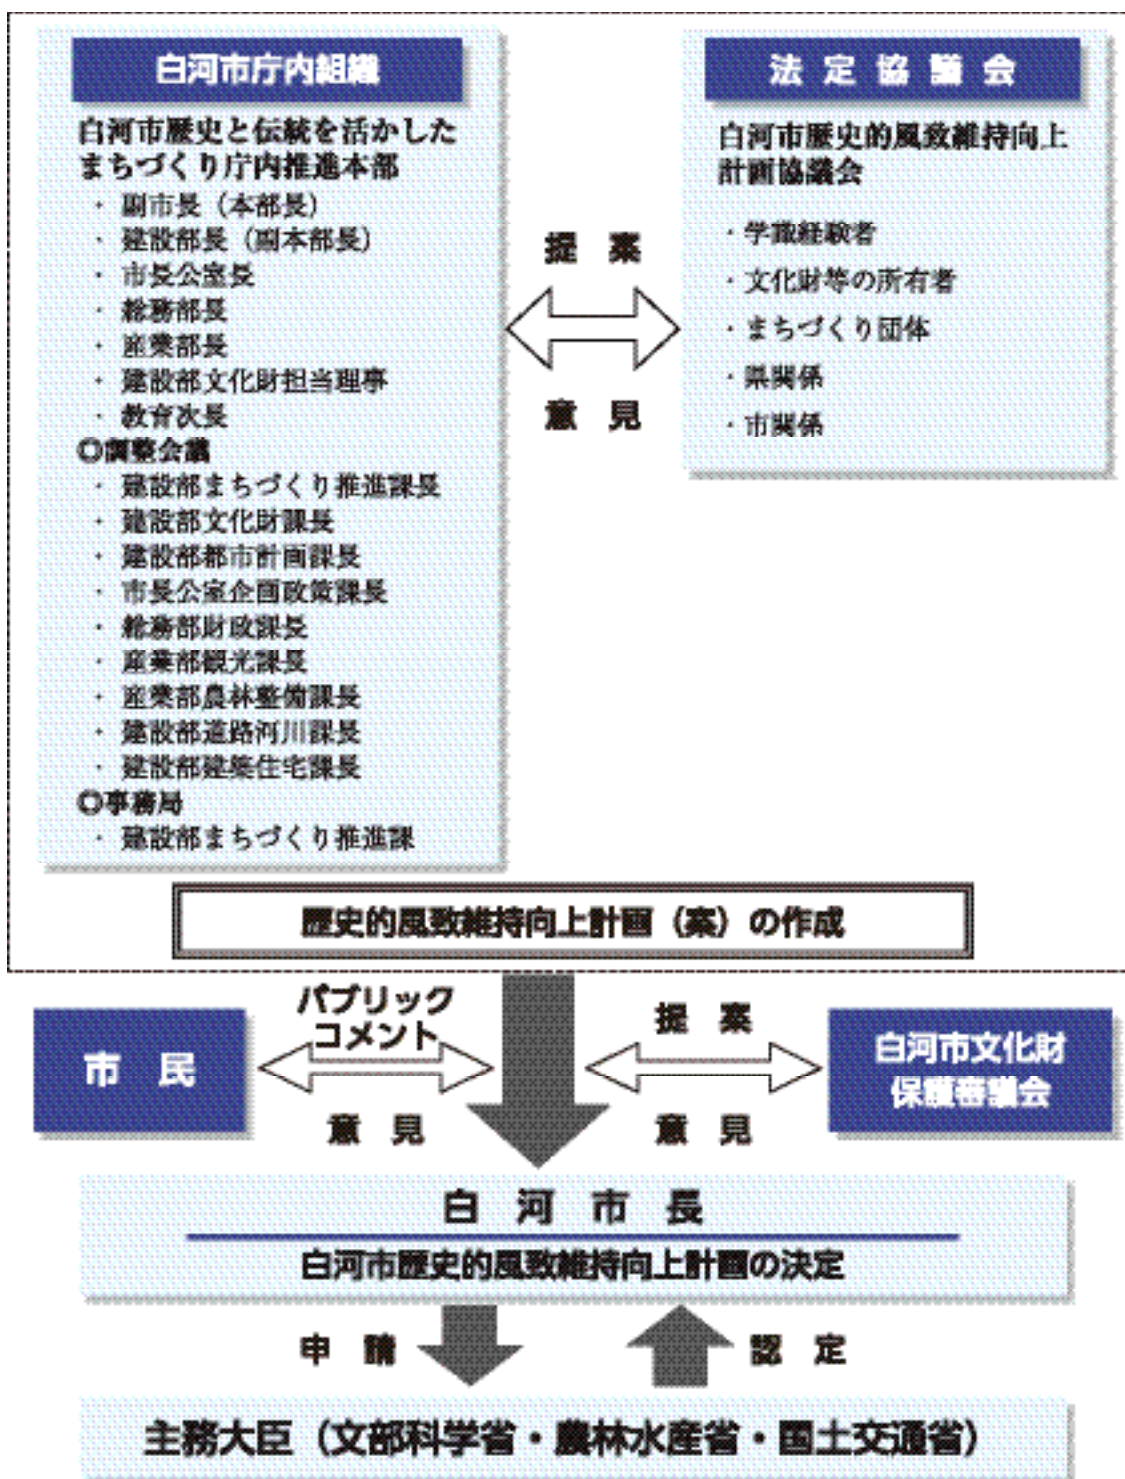 白河市庁内組織
白河市歴史と伝統を活かした
まちづくり庁内推進本部
・ 副市長（本部長）
・ 建設部長（副本部長）
・ 市長公室長
・ 総務部長
・ 産業部長
・ 建設部文化財担当理事
・ 教育次長
◎調整会議
・ 建設部まちづくり推進課長
・ 建設部文化財課長
・ 建設部都市計画課長
・ 市長公室企画政策課長
・ 総務部財政課長
・ 産業部観光課長
・ 産業部農林整備課長
・ 建設部道路河川課長
・ 建設部建築住宅課長
◎事務局
・ 建設部まちづくり推進課
提 案
意 見
法 定 協 議 会
白河市歴史的風致維持向上
計画協議会
・学識経験者
・文化財等の所有者
・まちづくり団体
・県関係
・市関係
歴史的風致維持向上計画（案）の作成
市 民
パブリック
コメント
意 見
提 案
意 見
白河市文化財
保護審議会
白 河 市 長
白河市歴史的風致維持向上計画の決定
申 請
認 定
主務大臣（文部科学省・農林水産省・国土交通省）